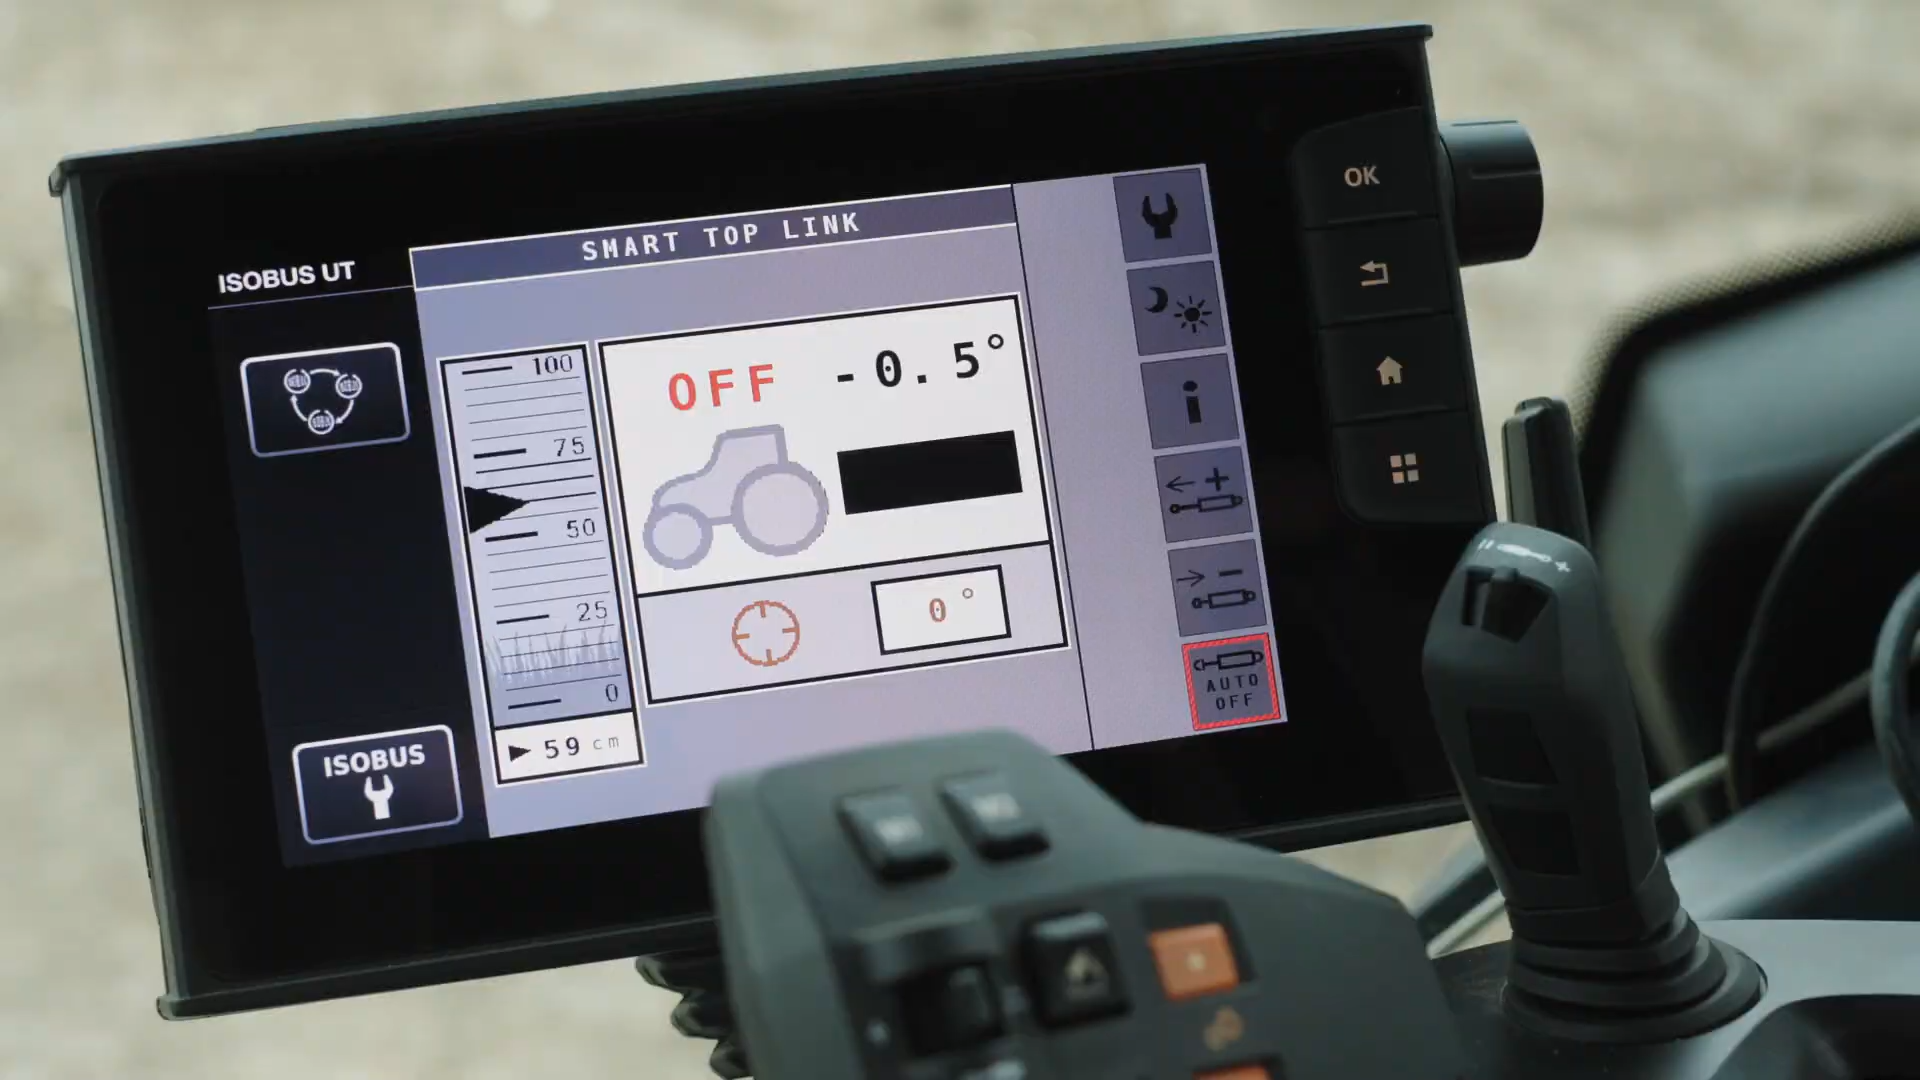 ISOBUS UT
SMART TOP LINK
100
75
50
25
0
59 cm
OFF -0.5°
0°
ISOBUS
AUTO
OFF
OK